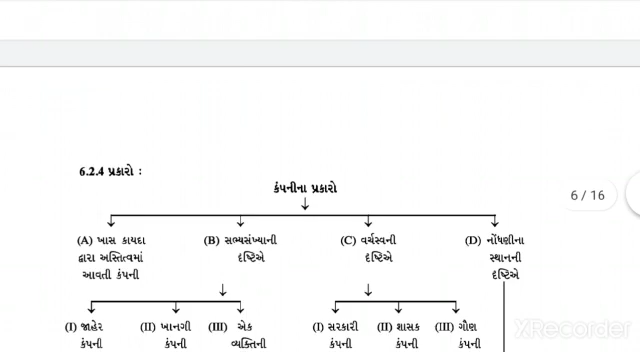 6.2.4 પ્રકારો :
કંપનીના પ્રકારો
6 / 16
(A) ખાસ કાયદા (B) સભ્યસંખ્યાની (C) વર્ચસ્વની (D) નોંધણીના
દ્વારા અસ્તિત્વમાં દૃષ્ટિએ દૃષ્ટિએ સ્થાનની
આવતી કંપની દૃષ્ટિએ
(I) જાહેર (II) ખાનગી (III) એક (I) સરકારી (II) શાસક (III) ગૌણ
કંપની કંપની વ્યક્તિની કંપની કંપની કંપની
XRecorder